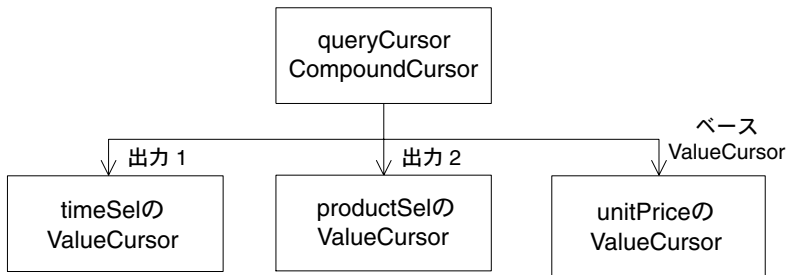 queryCursor
CompoundCursor
ベース
ValueCursor
出力 1
出力 2
timeSelの
ValueCursor
productSelの
ValueCursor
unitPriceの
ValueCursor